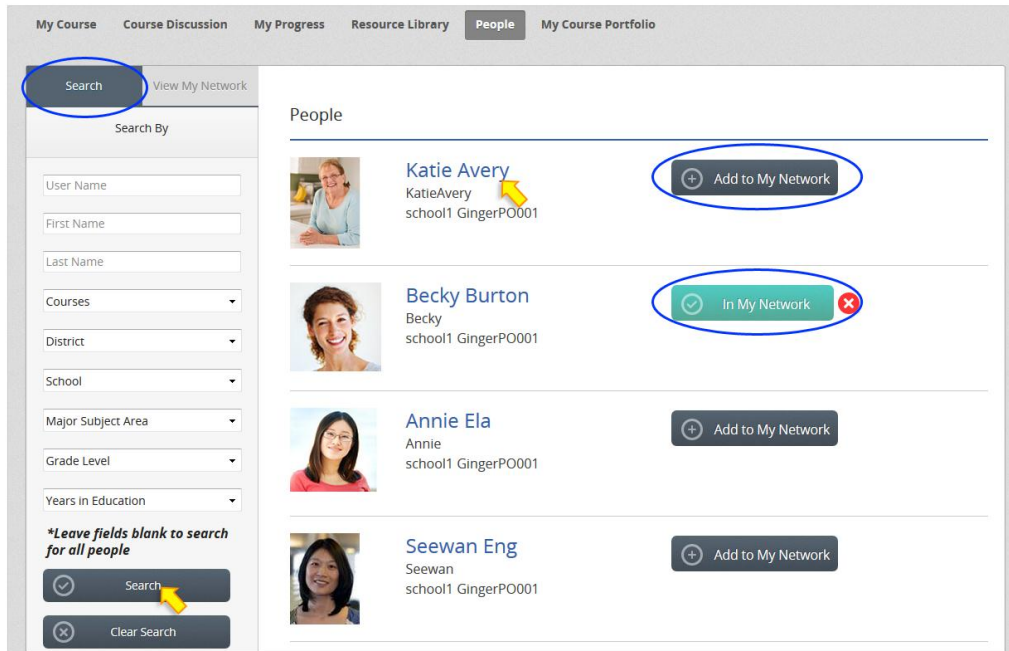 My Course Course Discussion My Progress Resource Library People My Course Portfolio
Search View My Network
Search By
User Name
First Name
Last Name
Courses
District
School
Major Subject Area
Grade Level
Years in Education
*Leave fields blank to search
for all people
Search
Clear Search
People
Katie Avery
KatieAvery
school1 GingerPO001
Add to My Network
Becky Burton
Becky
school1 GingerPO001
In My Network
Annie Ela
Annie
school1 GingerPO001
Add to My Network
Seewan Eng
Seewan
school1 GingerPO001
Add to My Network